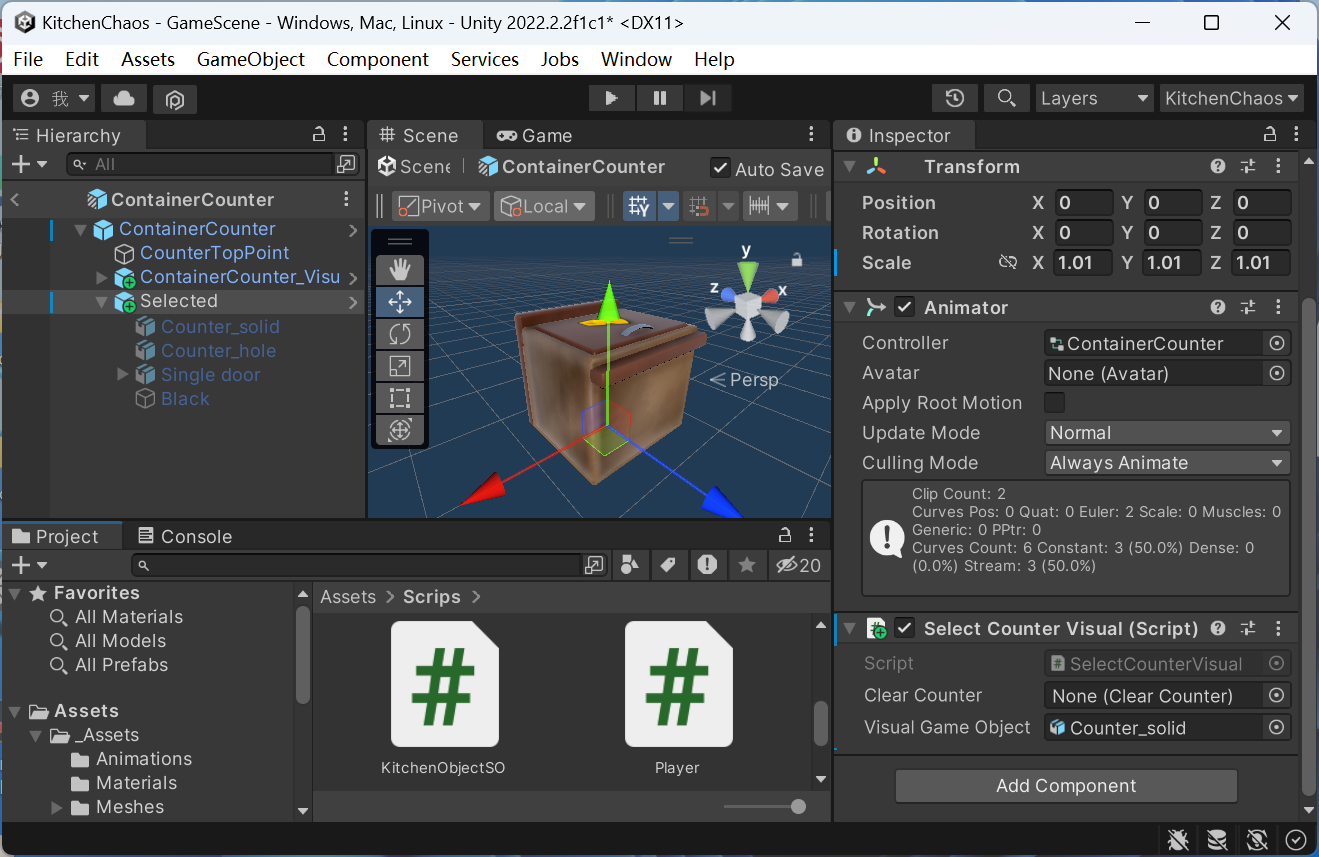 KitchenChaos - GameScene - Windows, Mac, Linux - Unity 2022.2.2f1c1* <DX11>
File Edit Assets GameObject Component Services Jobs Window Help
我 Layers KitchenChaos
Hierarchy
All
ContainerCounter
ContainerCounter
CounterTopPoint
ContainerCounter_Visu
Selected
Counter_solid
Counter_hole
Single door
Black
Scene Game
Scene ContainerCounter Auto Save
Pivot Local
y
z x
Persp
Inspector
Transform
Position X 0 Y 0 Z 0
Rotation X 0 Y 0 Z 0
Scale X 1.01 Y 1.01 Z 1.01
Animator
Controller ContainerCounter
Avatar None (Avatar)
Apply Root Motion
Update Mode Normal
Culling Mode Always Animate
Clip Count: 2
Curves Pos: 0 Quat: 0 Euler: 2 Scale: 0 Muscles: 0
Generic: 0 PPtr: 0
Curves Count: 6 Constant: 3 (50.0%) Dense: 0
(0.0%) Stream: 3 (50.0%)
Select Counter Visual (Script)
Script SelectCounterVisual
Clear Counter None (Clear Counter)
Visual Game Object Counter_solid
Add Component
Project Console
20
Favorites
All Materials
All Models
All Prefabs
Assets
_Assets
Animations
Materials
Meshes
Assets > Scrips >
KitchenObjectSO Player